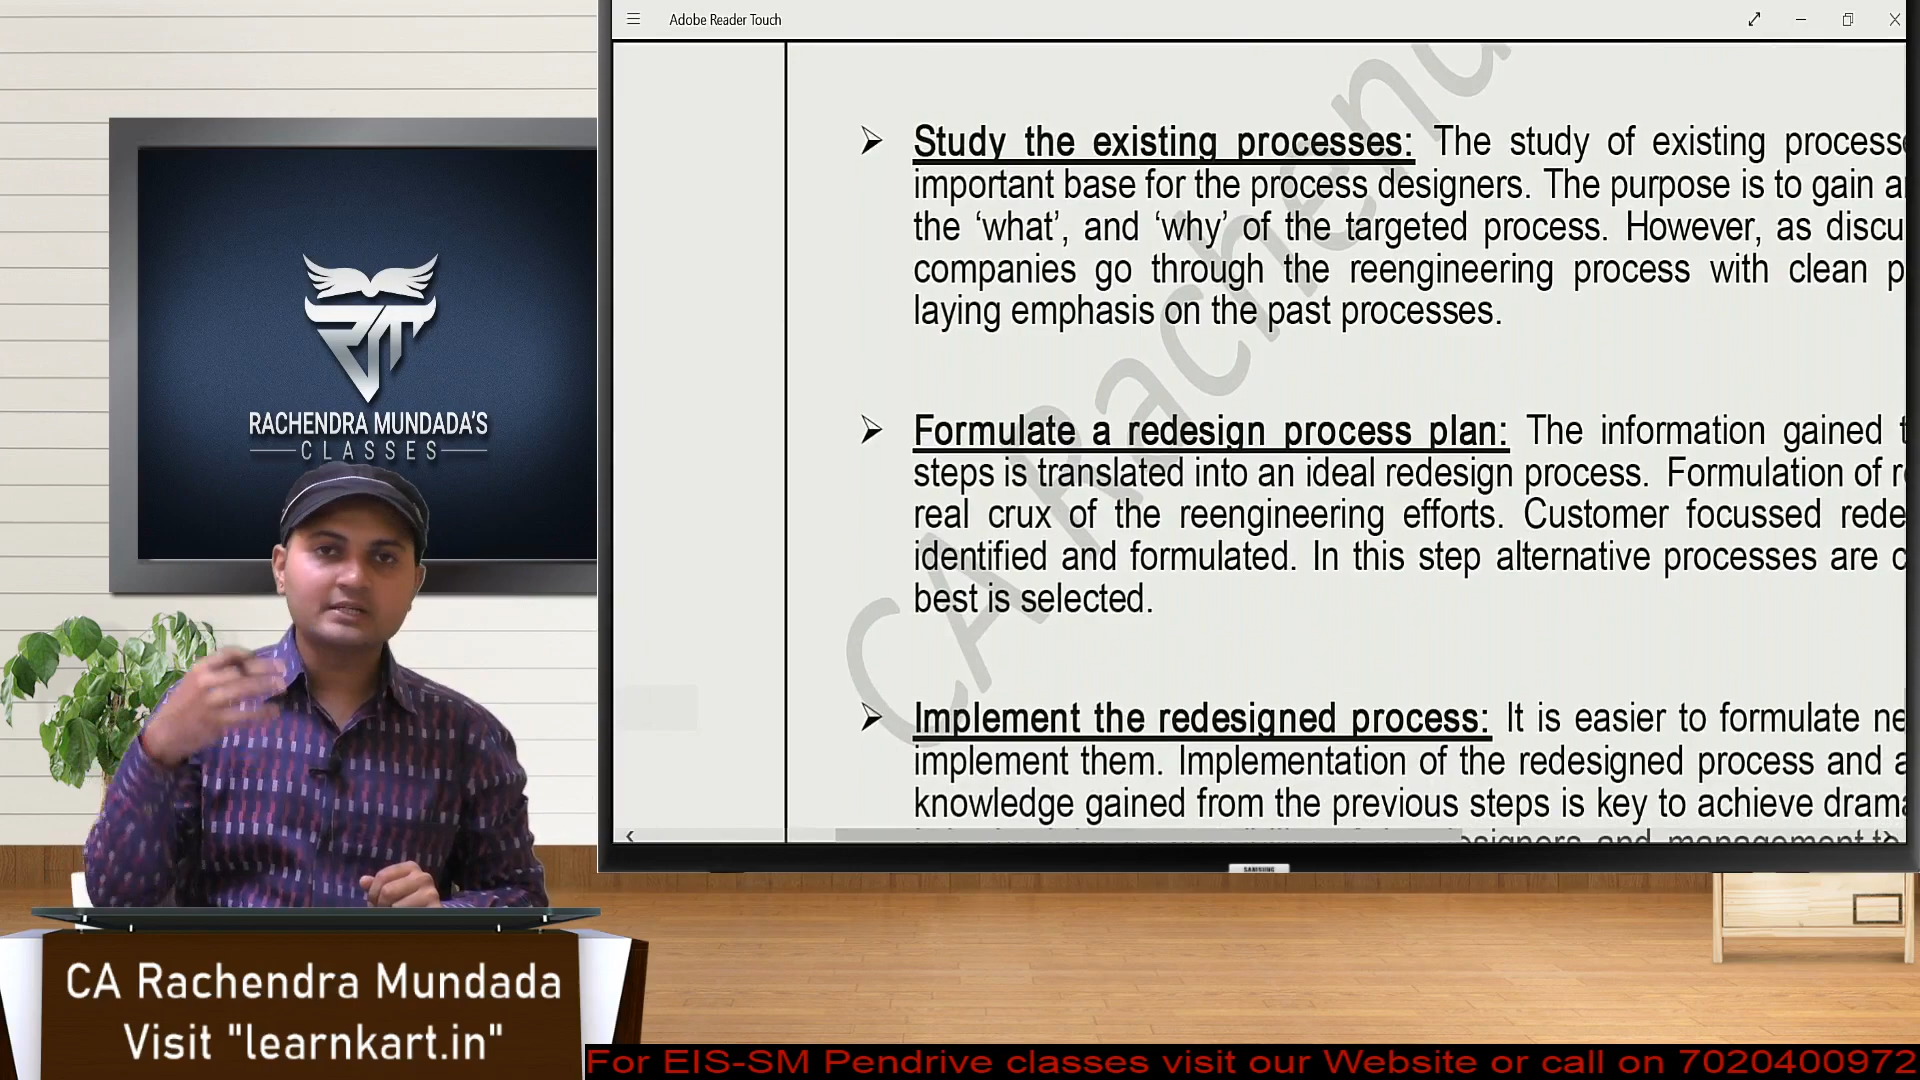 Adobe Reader Touch
Study the existing processes: The study of existing
important base for the process designers. The purpose is to gain
the ‘what’, and ‘why’ of the targeted process. However, as
companies go through the reengineering process with clean
laying emphasis on the past processes.
Formulate a redesign process plan: The information gained
steps is translated into an ideal redesign process. Formulation of
real crux of the reengineering efforts. Customer focussed
identified and formulated. In this step alternative processes are
best is selected.
Implement the redesigned process: It is easier to formulate
implement them. Implementation of the redesigned process and
knowledge gained from the previous steps is key to achieve
management
CA Rachend
RACHENDRA MUNDADA'S
CLASSES
SAMSUNG
CA Rachendra Mundada
Visit "learnkart.in"
For EIS-SM Pendrive classes visit our Website or call on 7020400972